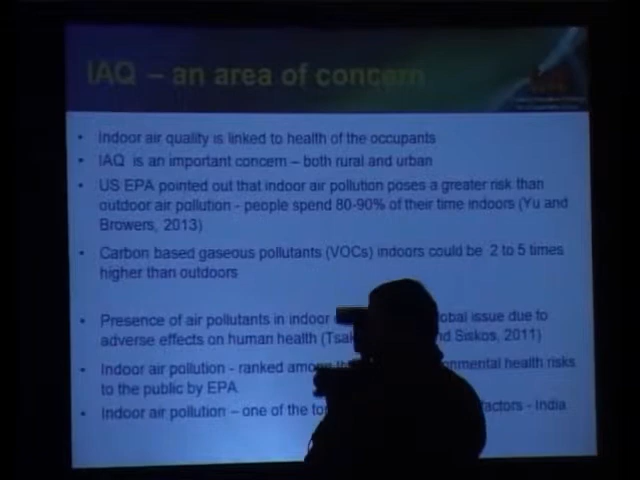 IAQ – an area of concern
• Indoor air quality is linked to health of the occupants
• IAQ is an important concern – both rural and urban
• US EPA pointed out that indoor air pollution poses a greater risk than
outdoor air pollution - people spend 80-90% of their time indoors (Yu and
Browers, 2013)
• Carbon based gaseous pollutants (VOCs) indoors could be 2 to 5 times
higher than outdoors
• Presence of air pollutants in indoor obal issue due to
adverse effects on human health (Tsa nd Siskos, 2011)
• Indoor air pollution - ranked among onmental health risks
to the public by EPA
• Indoor air pollution – one of the to actors - India